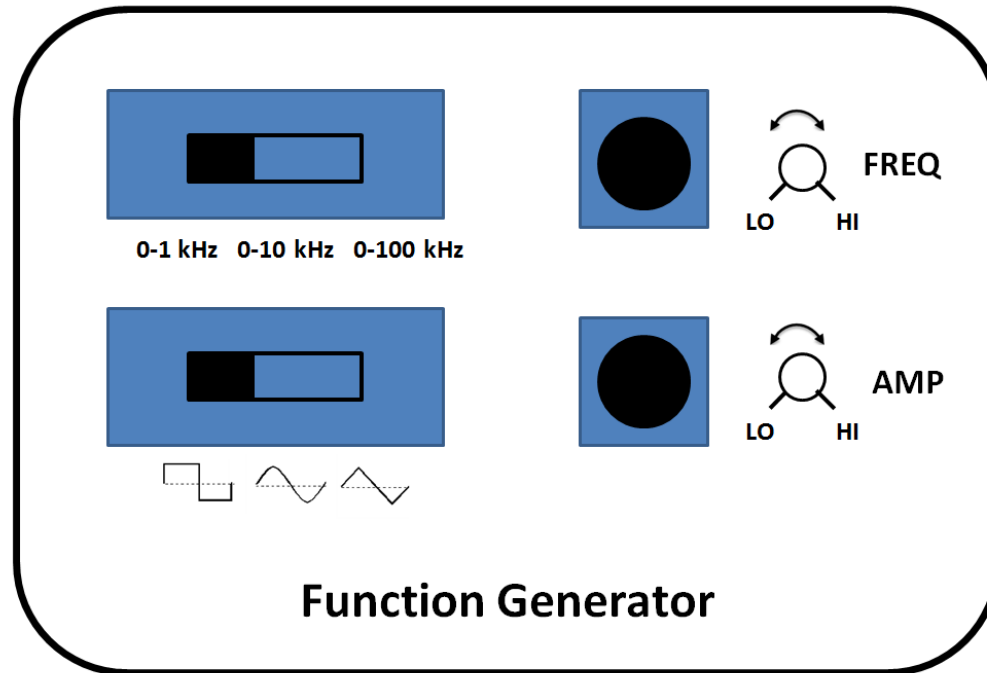 FREQ
LO HI
0-1 kHz 0-10 kHz 0-100 kHz
AMP
LO HI
Function Generator